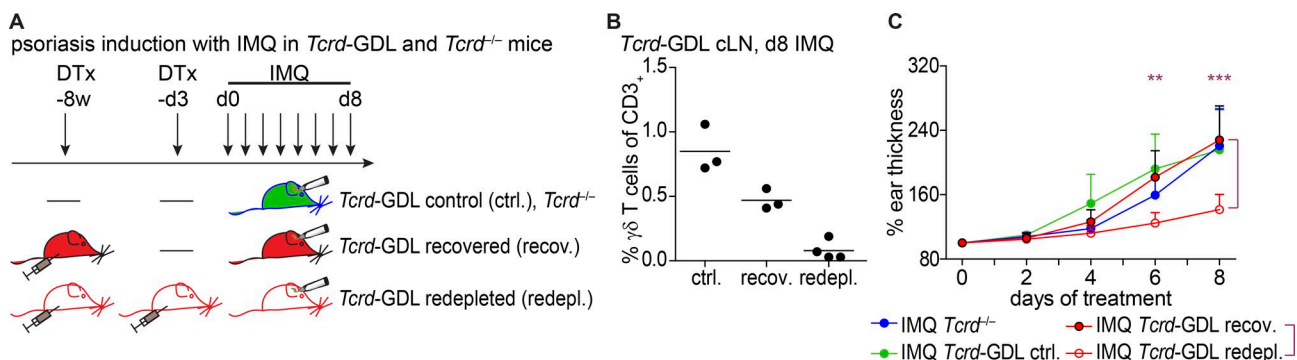 A
psoriasis induction with IMQ in Tcrd-GDL and Tcrd–/– mice
DTx
-8w
DTx
-d3
IMQ
d0
d8
Tcrd-GDL control (ctrl.), Tcrd–/–
Tcrd-GDL recovered (recov.)
Tcrd-GDL redepleted (redepl.)
B
Tcrd-GDL cLN, d8 IMQ
% γδ T cells of CD3+
1.5
1.0
0.5
0.0
ctrl.
recov.
redepl.
C
% ear thickness
320
240
160
80
**
***
0
2
4
6
8
days of treatment
IMQ Tcrd–/–
IMQ Tcrd-GDL recov.
IMQ Tcrd-GDL ctrl.
IMQ Tcrd-GDL redepl.